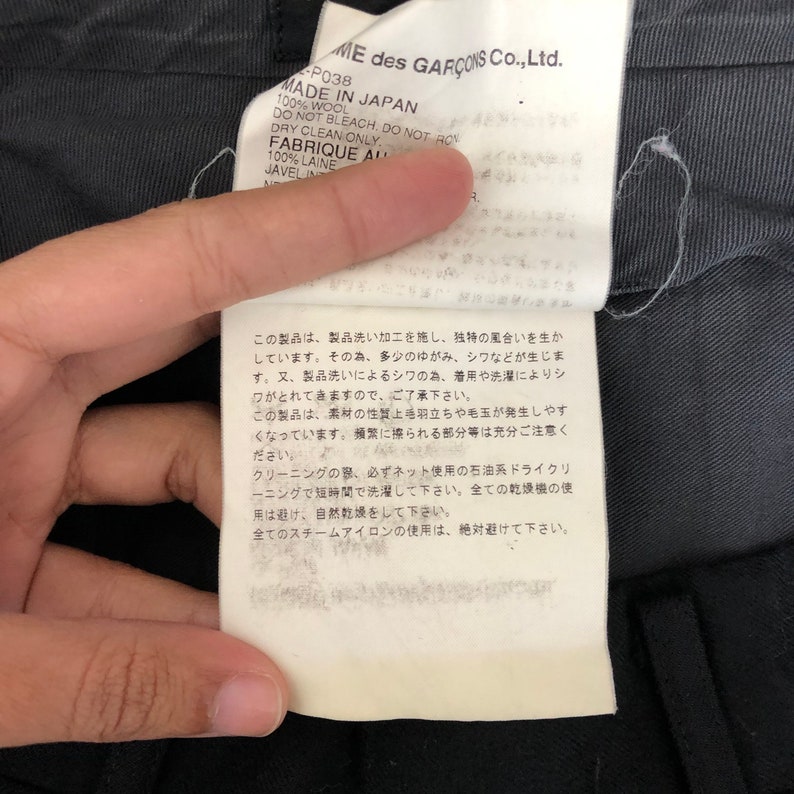 ME des GARÇONS Co.,Ltd.
-P038
MADE IN JAPAN
100% WOOL
DO NOT BLEACH, DO NOT IRON,
DRY CLEAN ONLY.
FABRIQUE AU
100% LAINE
JAVEL
この製品は、製品洗い加工を施し、独特の風合いを生か
しています。その為、多少のゆがみ、シワなどが生じま
す。又、製品洗いによるシワの為、着用や洗濯によりシ
ワがとれてきますので、ご了承下さい。
この製品は、素材の性質上毛羽立ちや毛玉が発生しやす
くなっています。頻繁に擦られる部分等は充分ご注意く
ださい。
クリーニングの際、必ずネット使用の石油系ドライクリ
ーニングで短時間で洗濯して下さい。全ての乾燥機の使
用は避け、自然乾燥をして下さい。
全てのスチームアイロンの使用は、絶対避けて下さい。